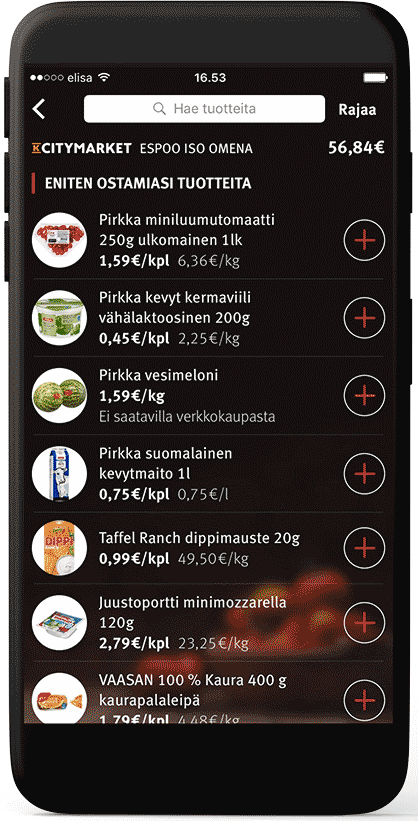 elisa 16.53
Hae tuotteita Rajaa
K CITYMARKET ESPOO ISO OMENA 56,84€
ENITEN OSTAMIASI TUOTTEITA
Pirkka miniluumutomaatti
250g ulkomainen 1lk
1,59€/kpl 6,36€/kg
Pirkka kevyt kermaviili
vähälaktoosinen 200g
0,45€/kpl 2,25€/kg
Pirkka vesimeloni
1,59€/kg
Ei saatavilla verkkokaupasta
Pirkka suomalainen
kevytmaito 1l
0,75€/kpl 0,75€/l
DIPPI
Taffel Ranch dippimauste 20g
0,99€/kpl 49,50€/kg
Juustoportti minimozzarella
120g
2,79€/kpl 23,25€/kg
VAASAN 100 % Kaura 400 g
kaurapalaleipä
1,79€/kpl 4,48€/kg